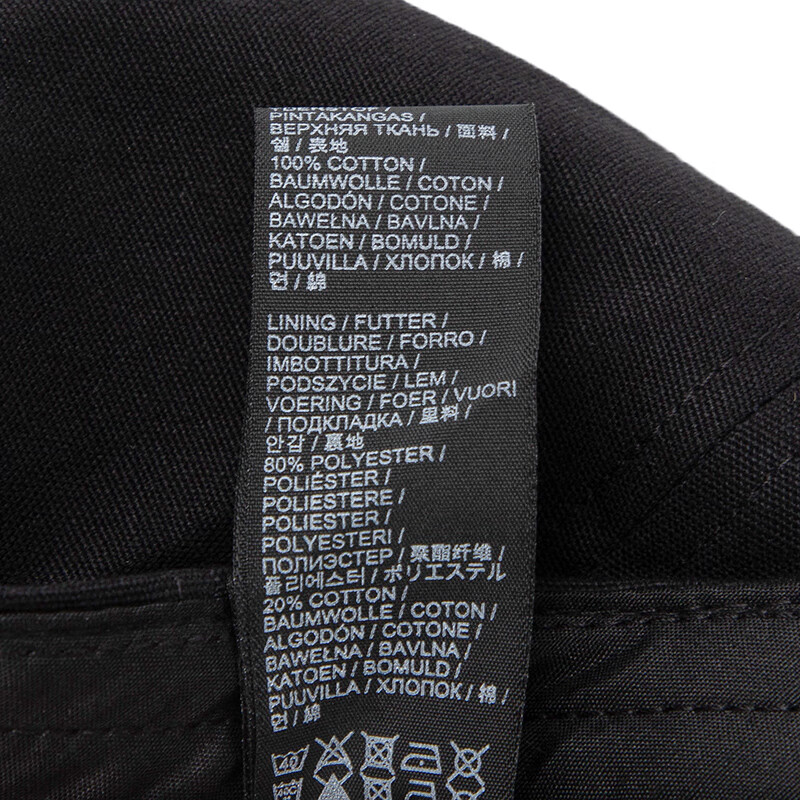 PINTAKANGAS /
ВЕРХНЯЯ ТКАНЬ / 面料 /
쉘 / 表地
100% COTTON /
BAUMWOLLE / COTON /
ALGODÓN / COTONE /
BAWEŁNA / BAVLNA /
KATOEN / BOMULD /
PUUVILLA / ХЛОПОК / 棉 /
면 / 綿
LINING / FUTTER /
DOUBLURE / FORRO /
IMBOTTITURA /
PODSZYCIE / LEM /
VOERING / FOER / VUORI
/ ПОДКЛАДКА / 里料 /
안감 / 裏地
80% POLYESTER /
POLIÉSTER /
POLIESTERE /
POLIESTER /
POLYESTERI /
ПОЛИЭСТЕР / 聚酯纤维 /
폴리에스터 / ポリエステル
20% COTTON /
BAUMWOLLE / COTON /
ALGODÓN / COTONE /
BAWEŁNA / BAVLNA /
KATOEN / BOMULD /
PUUVILLA / ХЛОПОК / 棉 /
면 / 綿
40